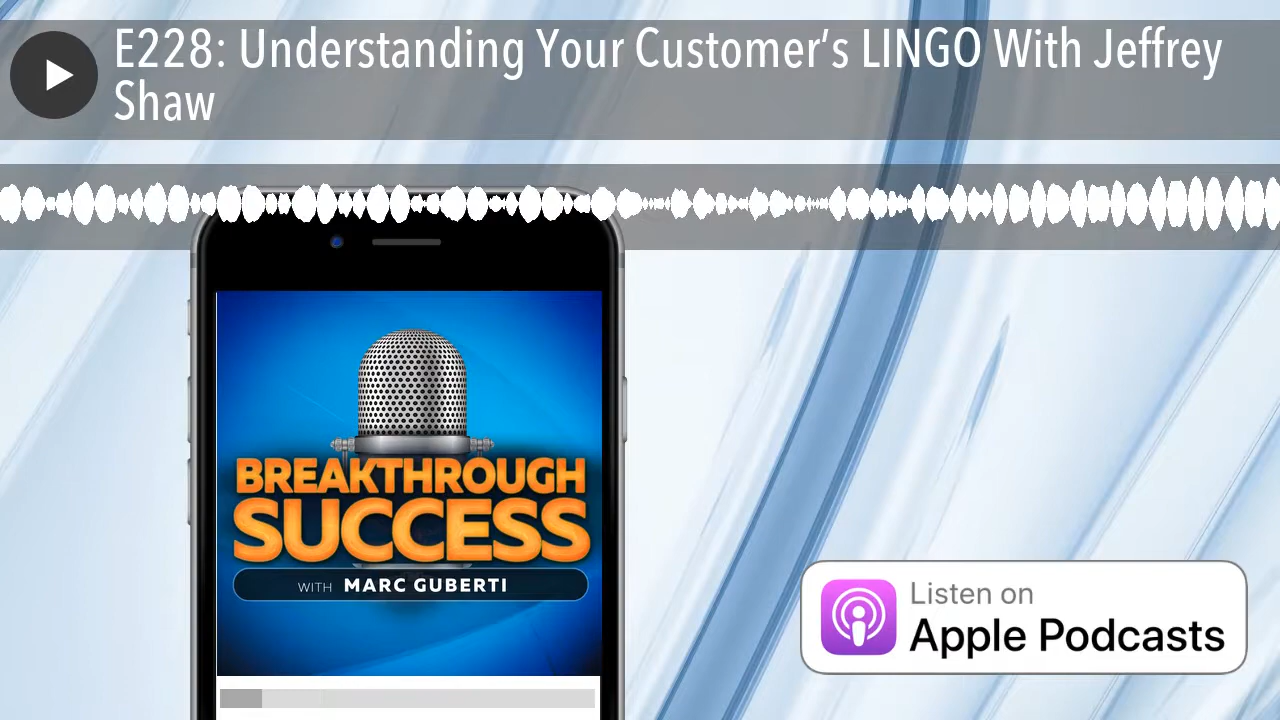 E228: Understanding Your Customer’s LINGO With Jeffrey
Shaw
BREAKTHROUGH
SUCCESS
WITH MARC GUBERTI
Listen on
Apple Podcasts